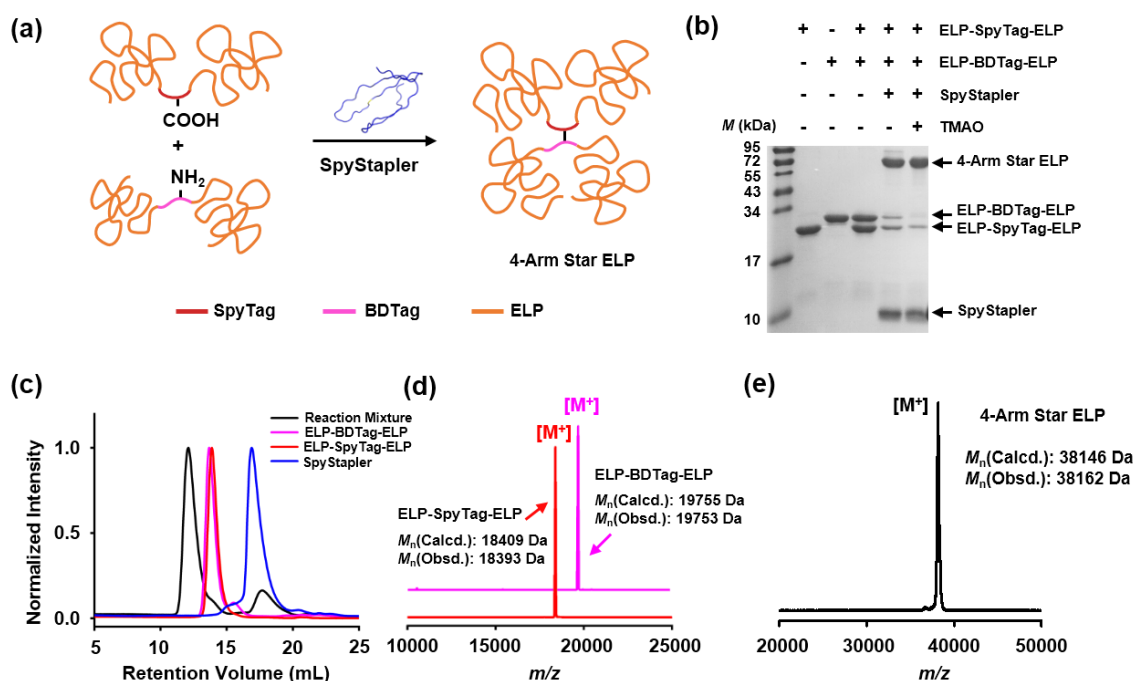 (a)
COOH
+
NH2
SpyStapler
4-Arm Star ELP
SpyTag BDTag ELP
(b)
+ - + + + ELP-SpyTag-ELP
- + + + + ELP-BDTag-ELP
- - - + + SpyStapler
- - - - + TMAO
M (kDa)
95
72
55
43
34
17
10
4-Arm Star ELP
ELP-BDTag-ELP
ELP-SpyTag-ELP
SpyStapler
(c)
Reaction Mixture
ELP-BDTag-ELP
ELP-SpyTag-ELP
SpyStapler
Normalized Intensity
1.0
0.5
0.0
5 10 15 20 25
Retention Volume (mL)
(d)
[M+]
[M+]
ELP-BDTag-ELP
Mn(Calcd.): 19755 Da
Mn(Obsd.): 19753 Da
ELP-SpyTag-ELP
Mn(Calcd.): 18409 Da
Mn(Obsd.): 18393 Da
10000 15000 20000 25000
m/z
(e)
[M+]
4-Arm Star ELP
Mn(Calcd.): 38146 Da
Mn(Obsd.): 38162 Da
20000 30000 40000 50000
m/z